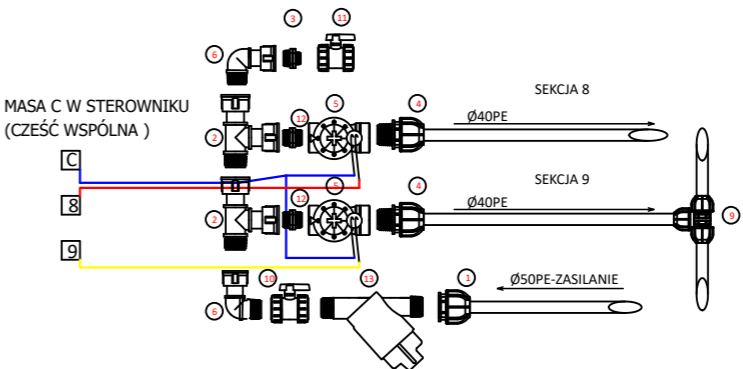 3
11
6
SEKCJA 8
MASA C W STEROWNIKU
(CZEŚĆ WSPÓLNA )
12
5
4
Ø40PE
2
C
8
SEKCJA 9
12
5
4
Ø40PE
2
9
9
10
13
1
Ø50PE-ZASILANIE
6